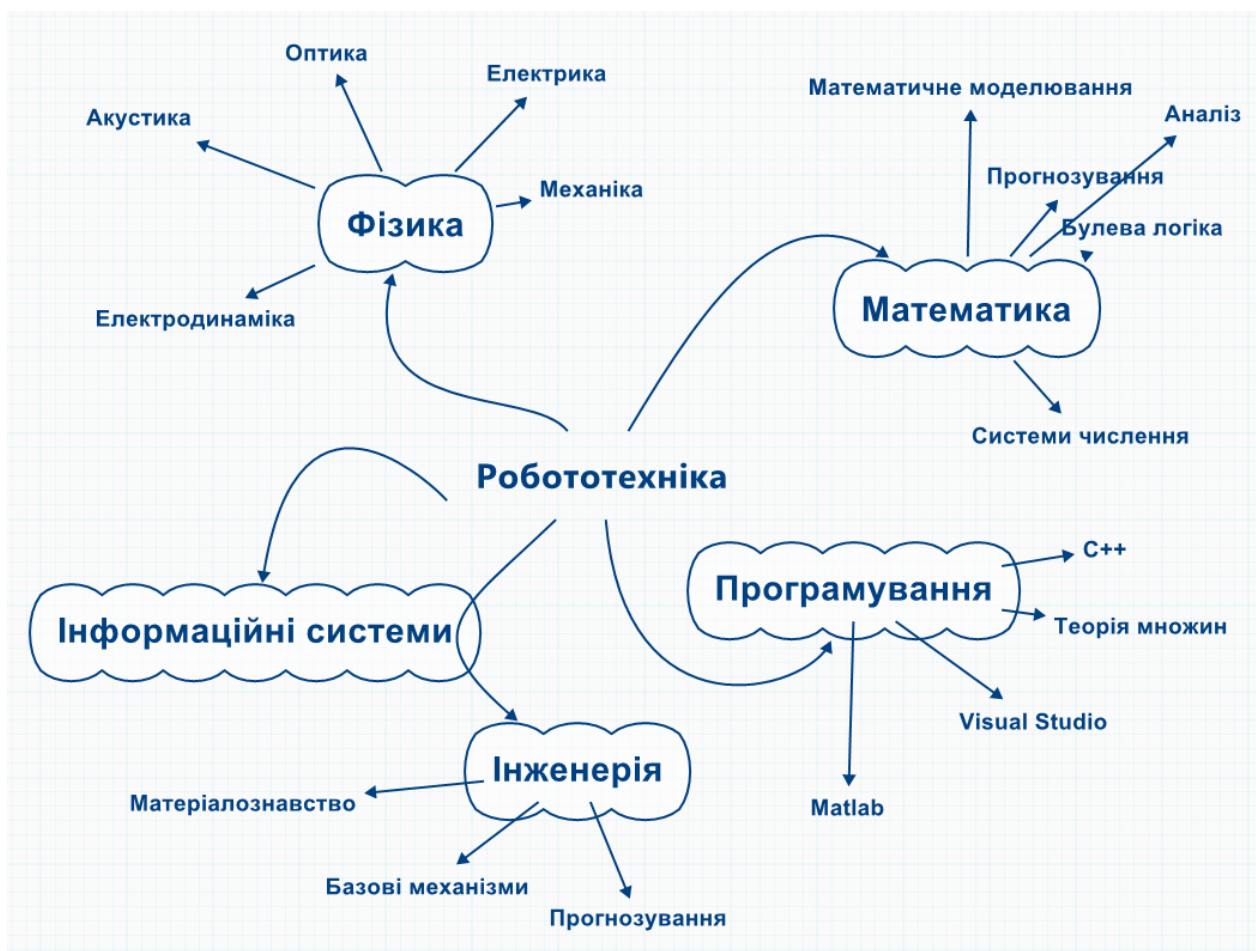 Оптика
Електрика
Акустика
Механіка
Фізика
Електродинаміка
Математичне моделювання
Аналіз
Прогнозування
Булева логіка
Математика
Системи числення
Робототехніка
Інформаційні системи
Програмування
C++
Теорія множин
Visual Studio
Matlab
Інженерія
Матеріалознавство
Базові механізми
Прогнозування